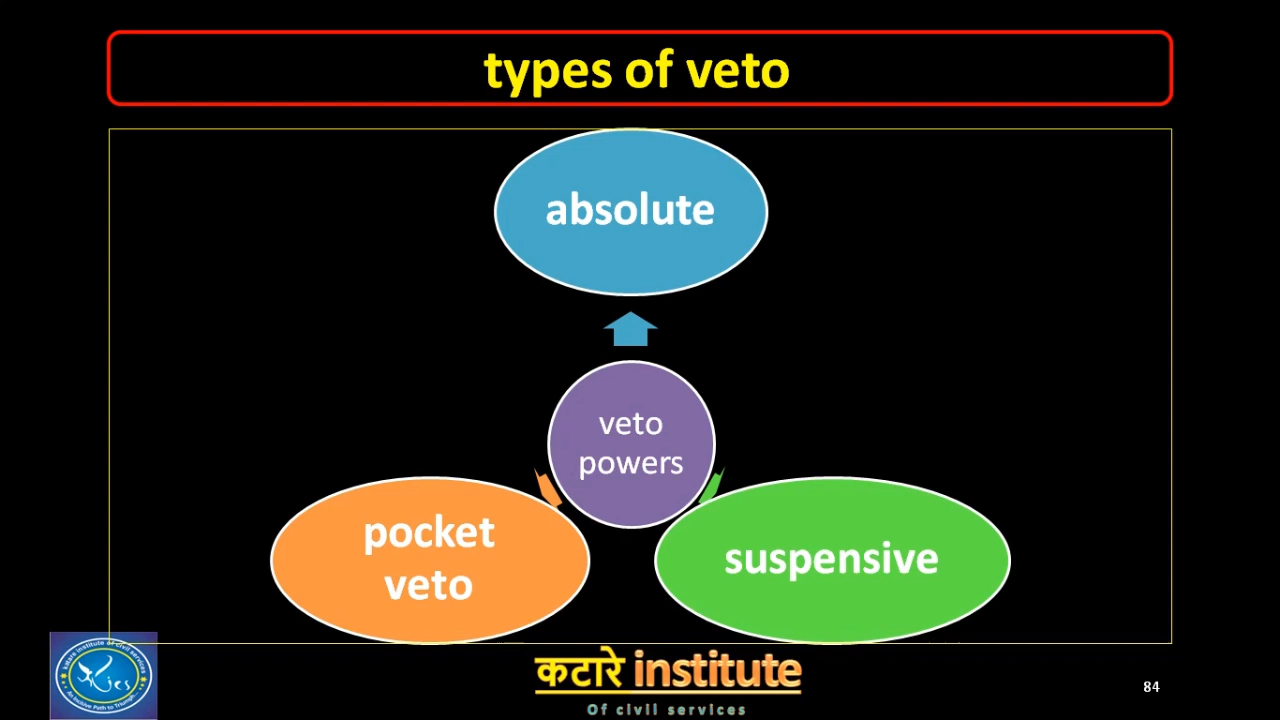 types of veto
absolute
veto
powers
pocket
veto
suspensive
कटारे institute
Of civil services
84